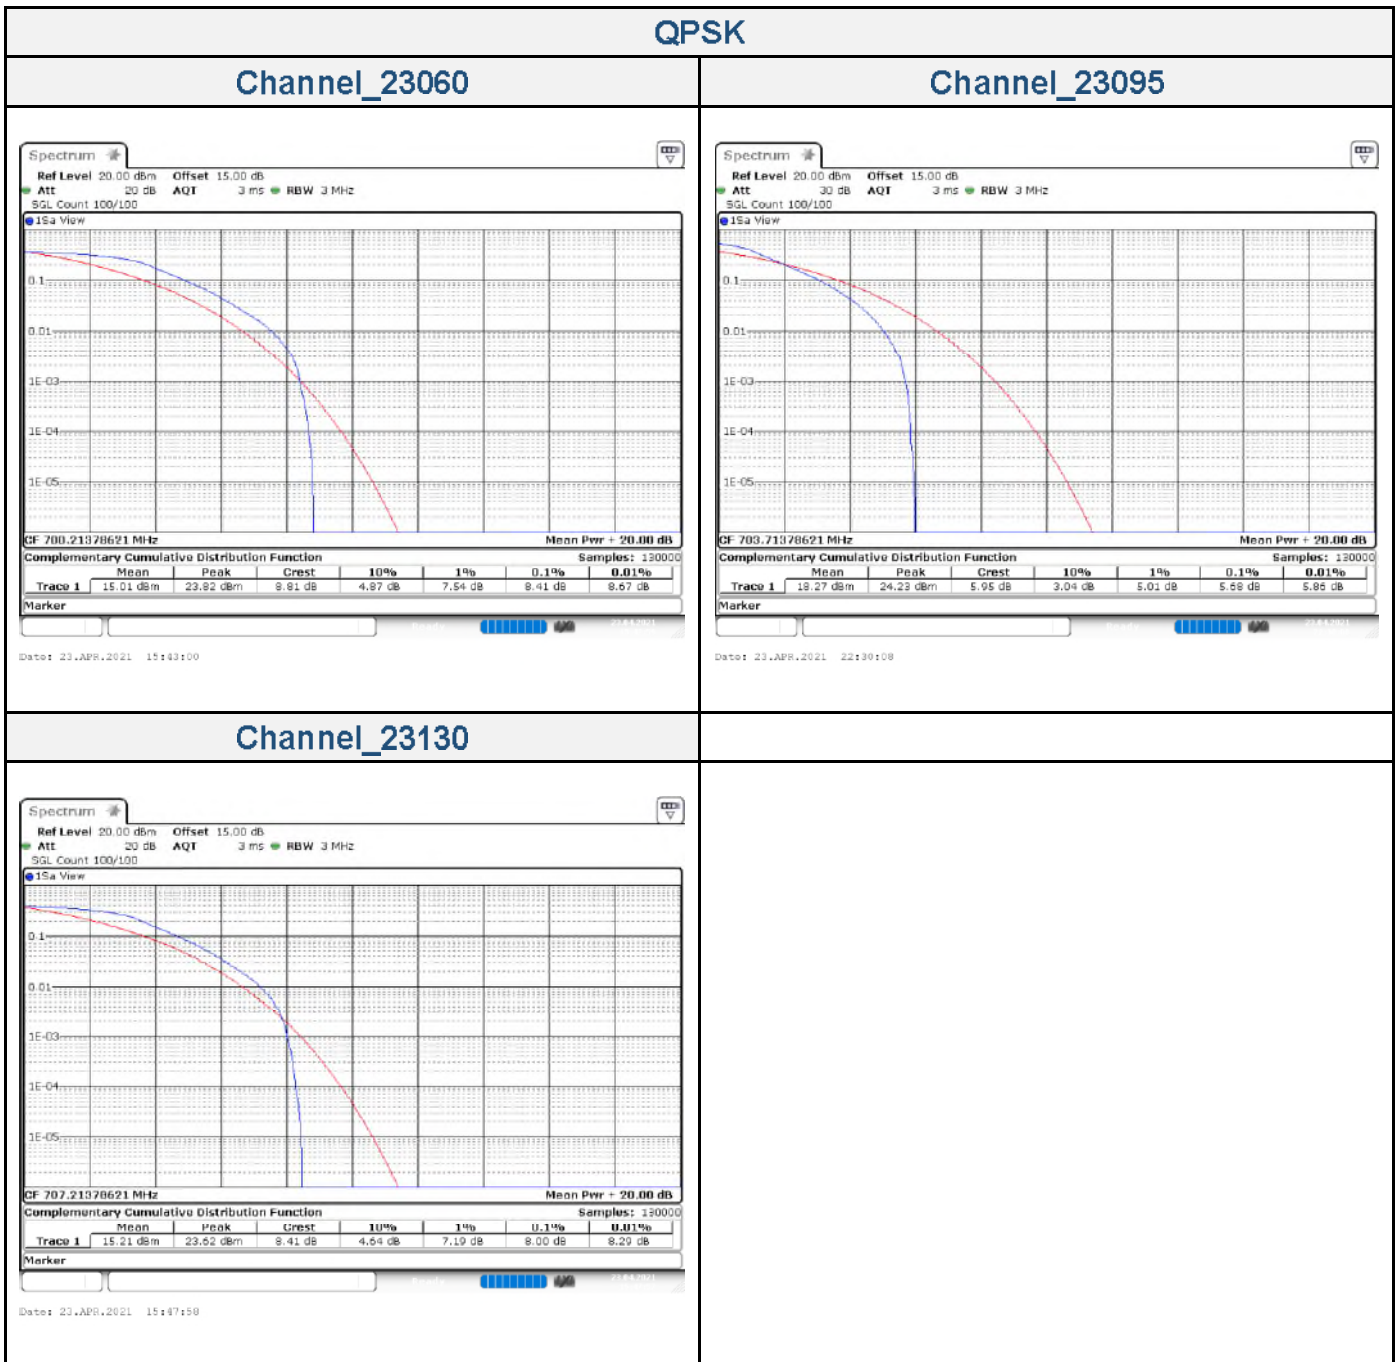 QPSK
Channel_23060
Channel_23095
Spectrum
Ref Level 20.00 dBm Offset 15.00 dB
Att 20 dB AQT 3 ms RBW 3 MHz
SGL Count 100/100
1Sa View
0.1
0.01
1E-03
1E-04
1E-05
CF 700.21378621 MHz Mean Pwr + 20.00 dB
Complementary Cumulative Distribution Function Samples: 130000
Mean Peak Crest 10% 1% 0.1% 0.01%
Trace 1 15.01 dBm 23.82 dBm 8.81 dB 4.87 dB 7.54 dB 8.41 dB 8.67 dB
Marker
Date: 23.APR.2021 15:43:00
Spectrum
Ref Level 20.00 dBm Offset 15.00 dB
Att 30 dB AQT 3 ms RBW 3 MHz
SGL Count 100/100
1Sa View
0.1
0.01
1E-03
1E-04
1E-05
CF 703.71378621 MHz Mean Pwr + 20.00 dB
Complementary Cumulative Distribution Function Samples: 130000
Mean Peak Crest 10% 1% 0.1% 0.01%
Trace 1 18.27 dBm 24.23 dBm 5.95 dB 3.04 dB 5.01 dB 5.68 dB 5.86 dB
Marker
Date: 23.APR.2021 22:30:08
Channel_23130
Spectrum
Ref Level 20.00 dBm Offset 15.00 dB
Att 20 dB AQT 3 ms RBW 3 MHz
SGL Count 100/100
1Sa View
0.1
0.01
1E-03
1E-04
1E-05
CF 707.21378621 MHz Mean Pwr + 20.00 dB
Complementary Cumulative Distribution Function Samples: 130000
Mean Peak Crest 10% 1% 0.1% 0.01%
Trace 1 15.21 dBm 23.62 dBm 8.41 dB 4.64 dB 7.19 dB 8.00 dB 8.29 dB
Marker
Date: 23.APR.2021 15:47:58